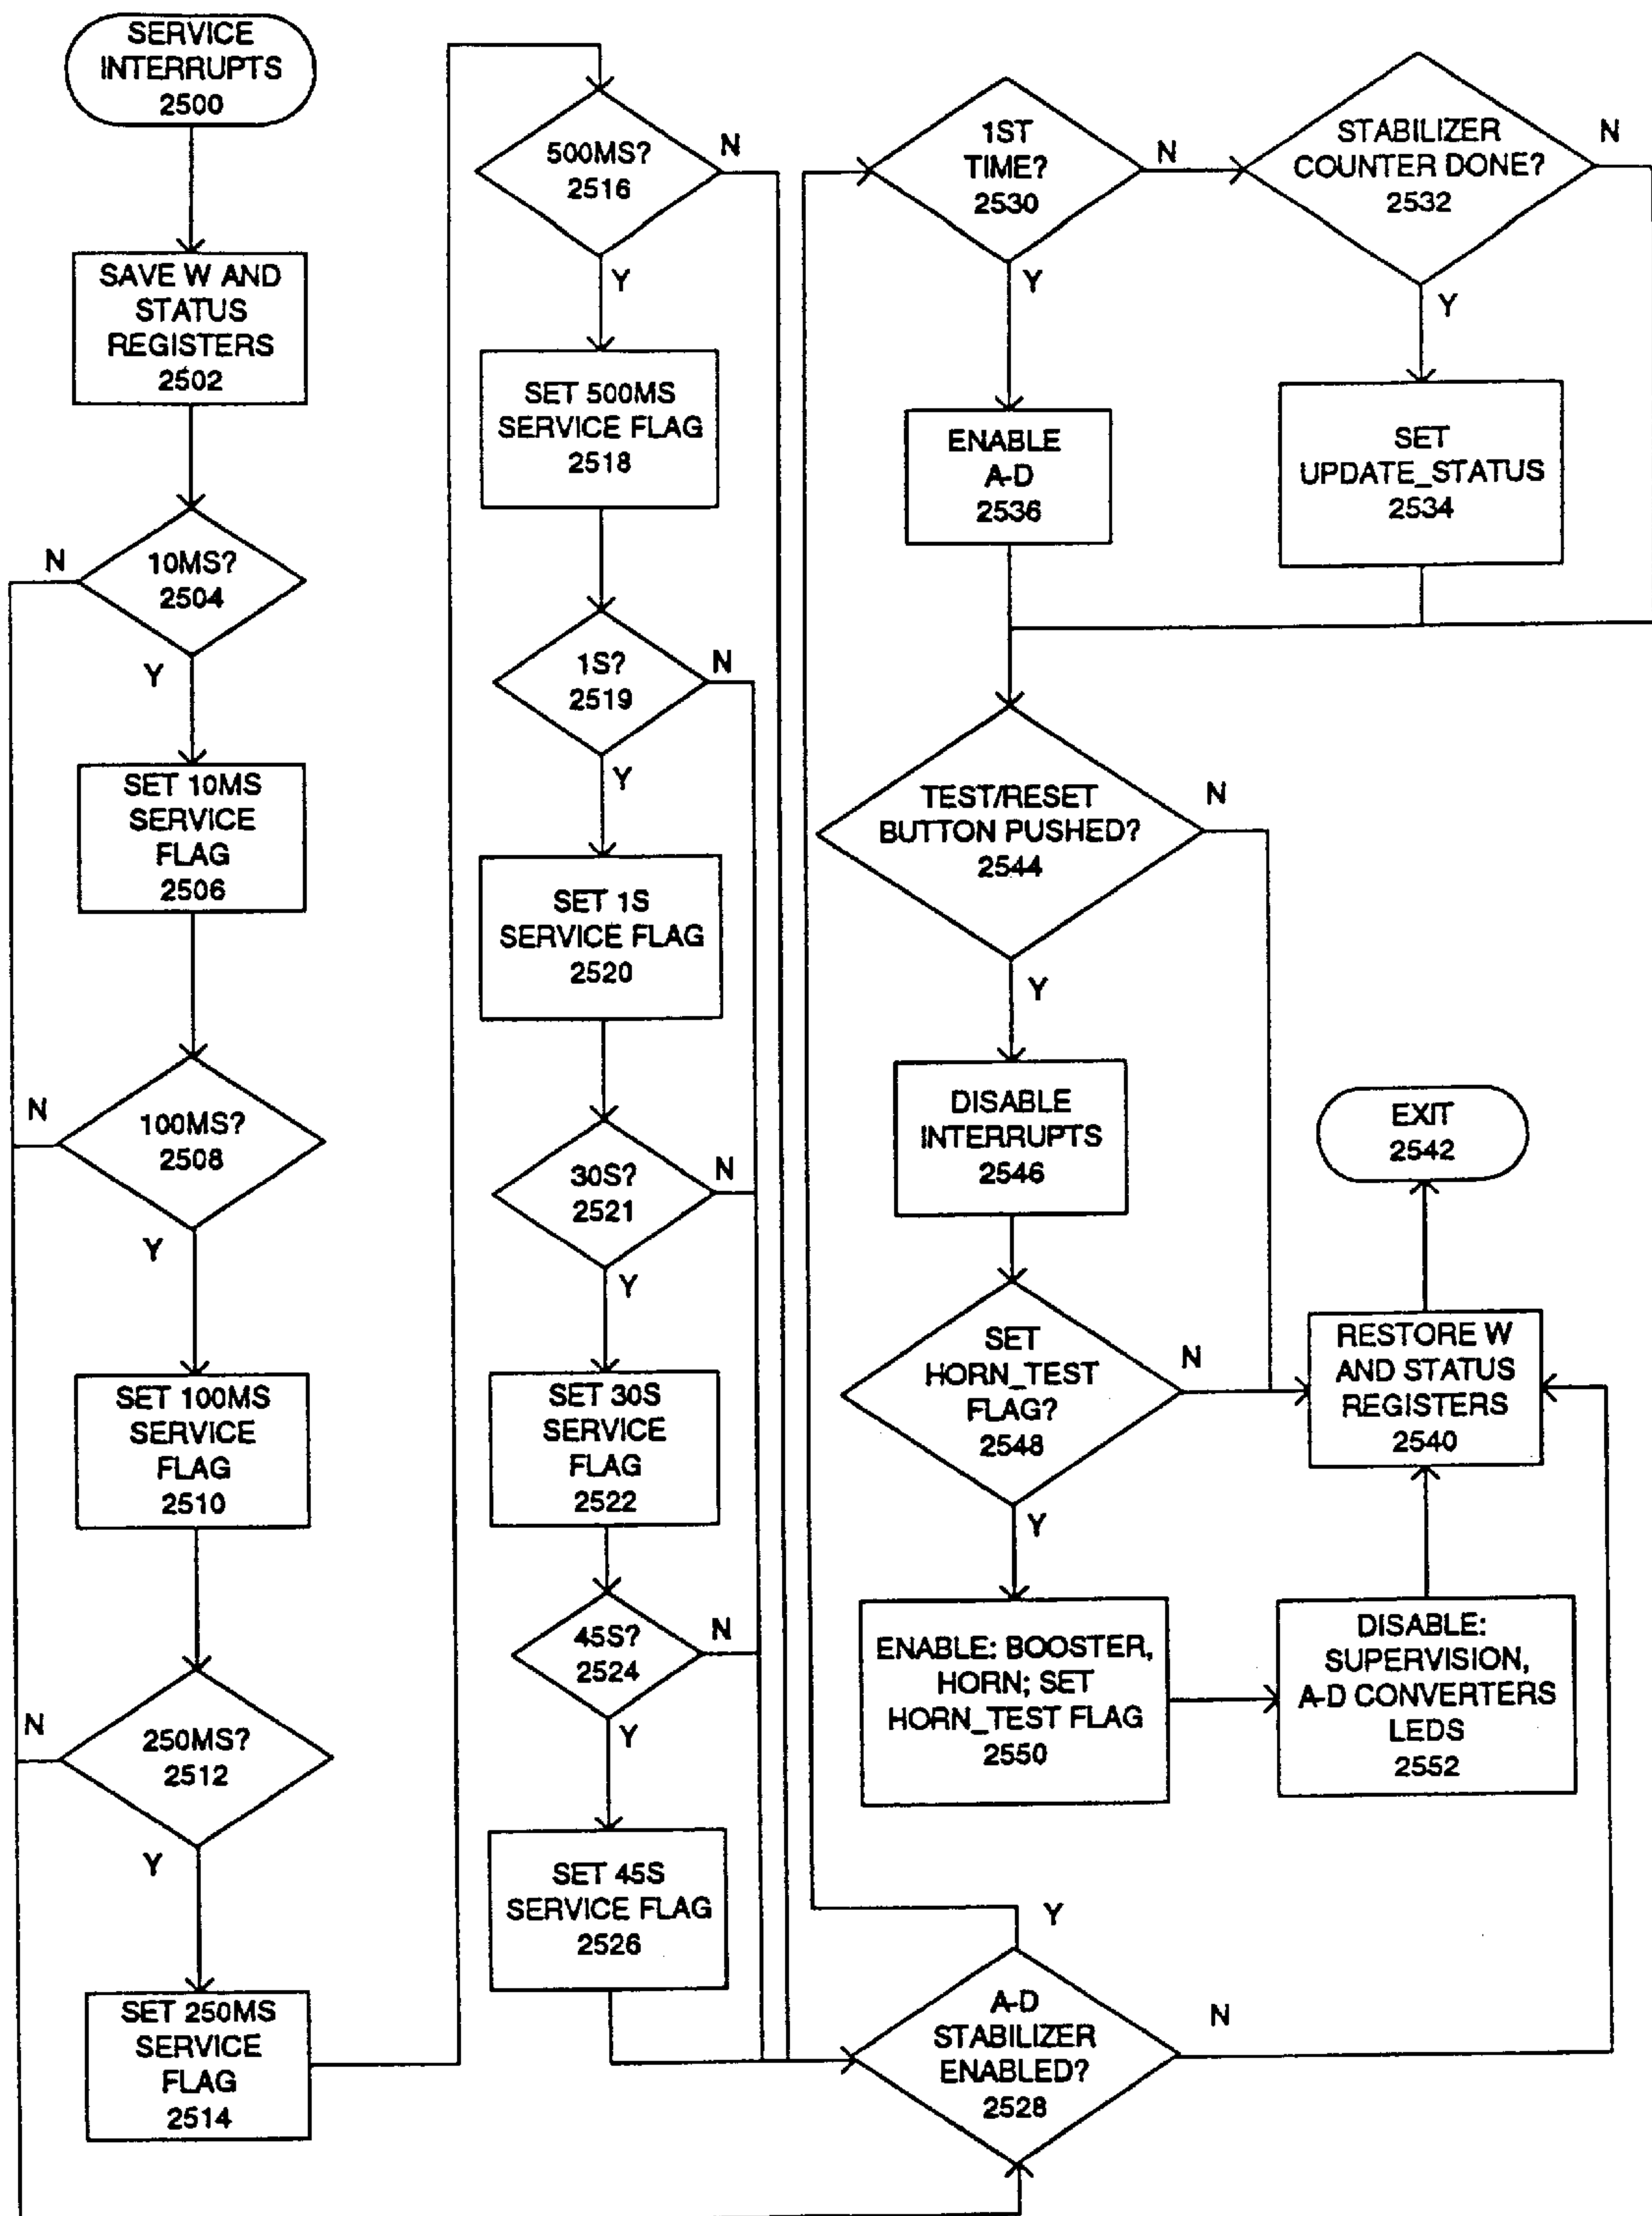 SERVICE
INTERRUPTS
2500
SAVE W AND
STATUS
REGISTERS
2502
10MS?
2504
N
Y
SET 10MS
SERVICE
FLAG
2506
100MS?
2508
N
Y
SET 100MS
SERVICE
FLAG
2510
250MS?
2512
N
Y
SET 250MS
SERVICE
FLAG
2514
500MS?
2516
N
Y
SET 500MS
SERVICE FLAG
2518
1S?
2519
N
Y
SET 1S
SERVICE FLAG
2520
30S?
2521
N
Y
SET 30S
SERVICE
FLAG
2522
45S?
2524
N
Y
SET 45S
SERVICE FLAG
2526
A-D
STABILIZER
ENABLED?
2528
Y
N
1ST
TIME?
2530
N
Y
STABILIZER
COUNTER DONE?
2532
N
Y
SET
UPDATE_STATUS
2534
ENABLE
A-D
2536
TEST/RESET
BUTTON PUSHED?
2544
N
Y
DISABLE
INTERRUPTS
2546
SET
HORN_TEST
FLAG?
2548
N
Y
ENABLE: BOOSTER,
HORN; SET
HORN_TEST FLAG
2550
DISABLE:
SUPERVISION,
A-D CONVERTERS
LEDS
2552
RESTORE W
AND STATUS
REGISTERS
2540
EXIT
2542